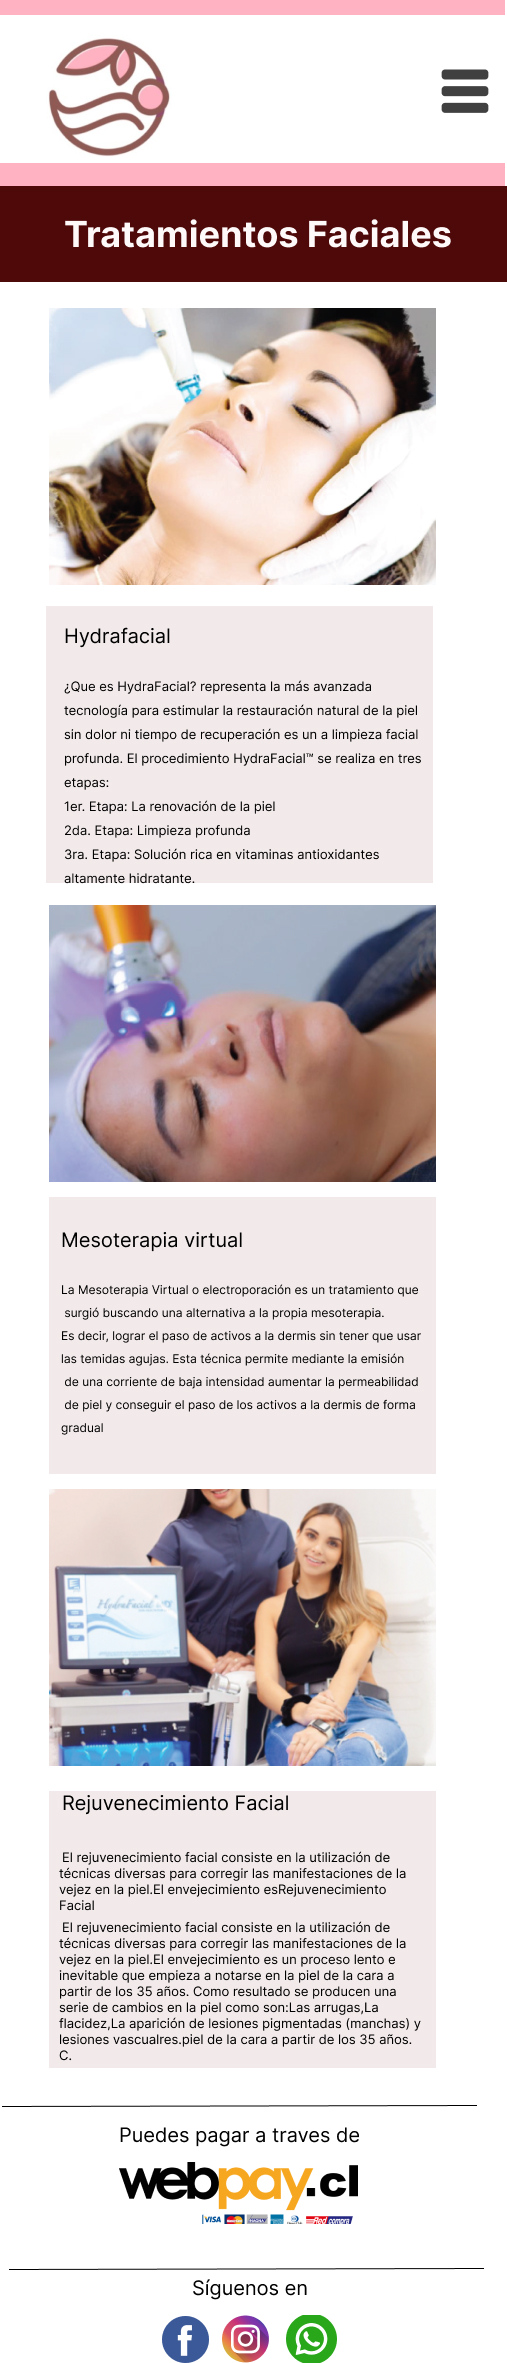 Tratamientos Faciales
Hydrafacial
¿Que es HydraFacial? representa la más avanzada
tecnología para estimular la restauración natural de la piel
sin dolor ni tiempo de recuperación es un a limpieza facial
profunda. El procedimiento HydraFacial™ se realiza en tres
etapas:
1er. Etapa: La renovación de la piel
2da. Etapa: Limpieza profunda
3ra. Etapa: Solución rica en vitaminas antioxidantes
altamente hidratante.
Mesoterapia virtual
La Mesoterapia Virtual o electroporación es un tratamiento que
surgió buscando una alternativa a la propia mesoterapia.
Es decir, lograr el paso de activos a la dermis sin tener que usar
las temidas agujas. Esta técnica permite mediante la emisión
de una corriente de baja intensidad aumentar la permeabilidad
de piel y conseguir el paso de los activos a la dermis de forma
gradual
HydraFacial
Rejuvenecimiento Facial
El rejuvenecimiento facial consiste en la utilización de
técnicas diversas para corregir las manifestaciones de la
vejez en la piel.El envejecimiento esRejuvenecimiento
Facial
El rejuvenecimiento facial consiste en la utilización de
técnicas diversas para corregir las manifestaciones de la
vejez en la piel.El envejecimiento es un proceso lento e
inevitable que empieza a notarse en la piel de la cara a
partir de los 35 años. Como resultado se producen una
serie de cambios en la piel como son:Las arrugas,La
flacidez,La aparición de lesiones pigmentadas (manchas) y
lesiones vascualres.piel de la cara a partir de los 35 años.
C.
Puedes pagar a traves de
webpay.cl
VISA
Red compra
Síguenos en